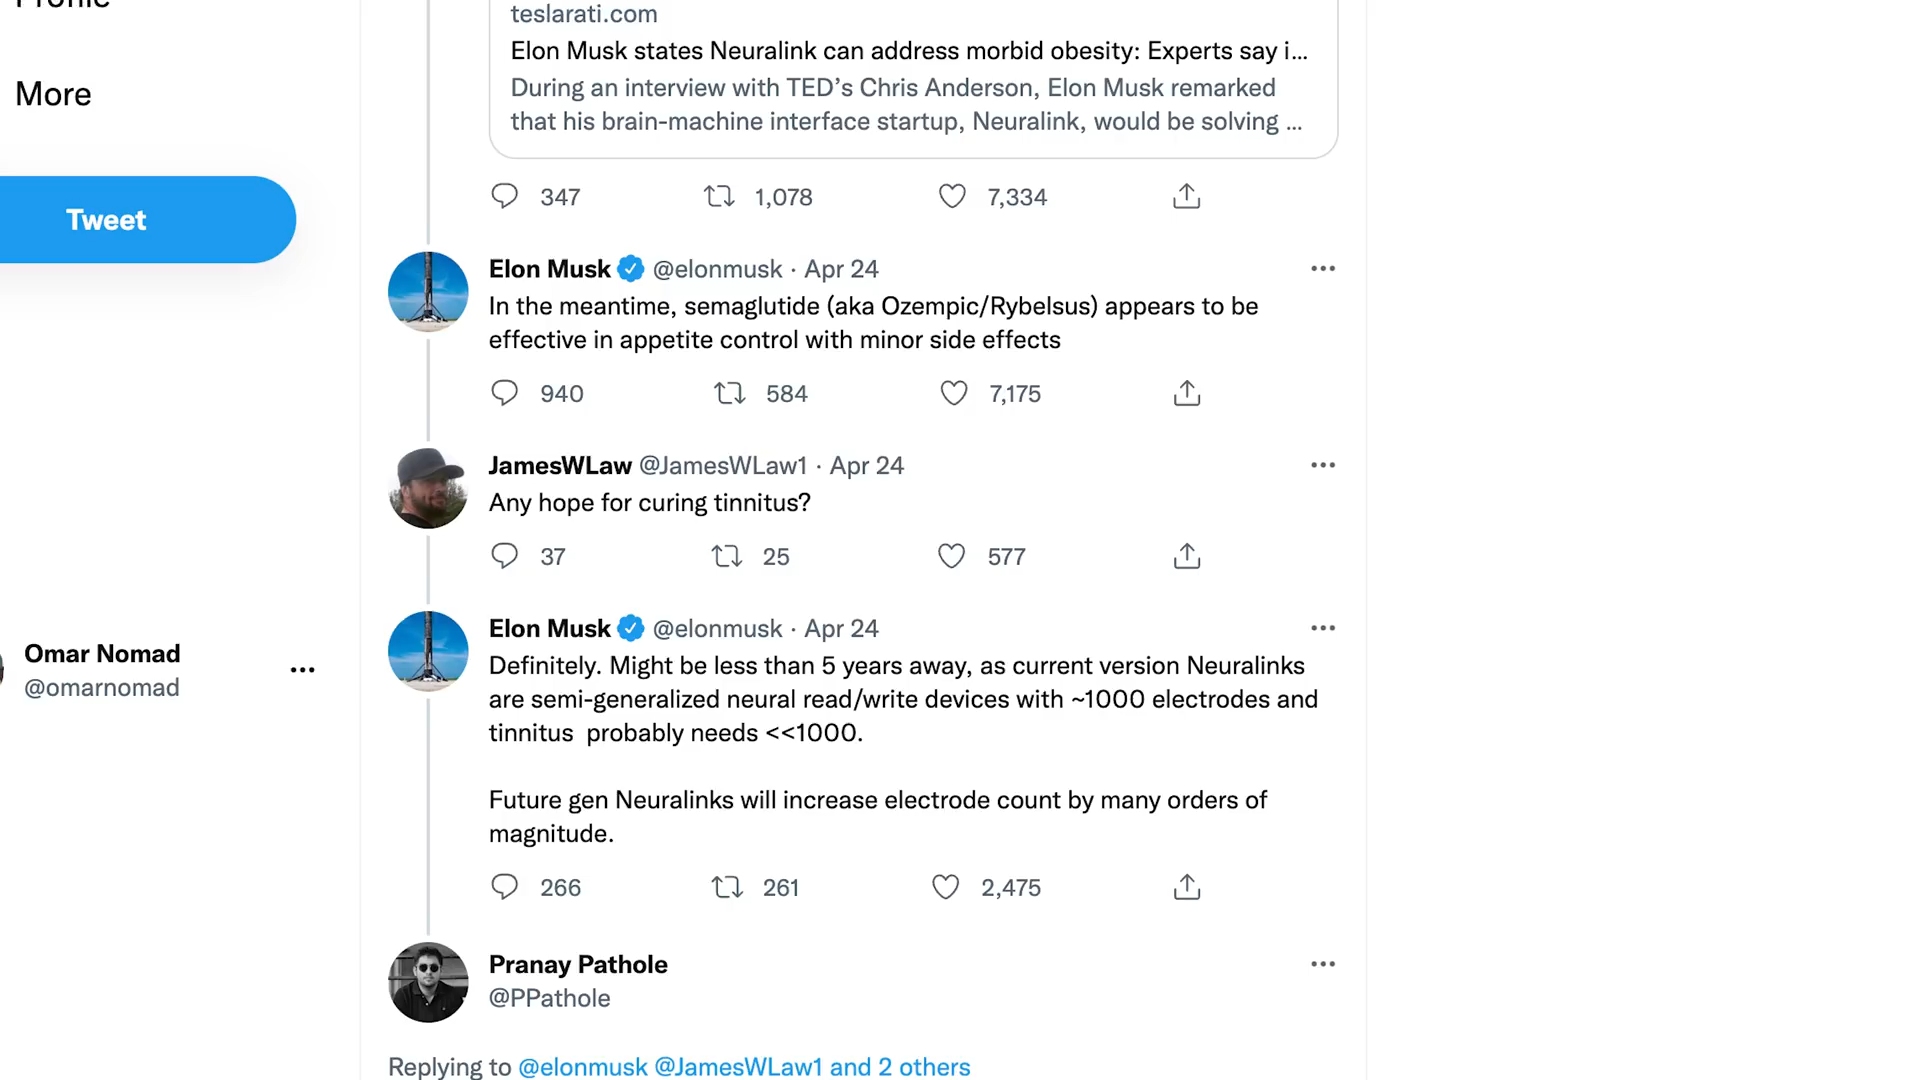 Profile
More
Tweet
Omar Nomad
@omarnomad
teslarati.com
Elon Musk states Neuralink can address morbid obesity: Experts say i...
During an interview with TED’s Chris Anderson, Elon Musk remarked
that his brain-machine interface startup, Neuralink, would be solving ...
347 1,078 7,334
Elon Musk @elonmusk · Apr 24
In the meantime, semaglutide (aka Ozempic/Rybelsus) appears to be
effective in appetite control with minor side effects
940 584 7,175
JamesWLaw @JamesWLaw1 · Apr 24
Any hope for curing tinnitus?
37 25 577
Elon Musk @elonmusk · Apr 24
Definitely. Might be less than 5 years away, as current version Neuralinks
are semi-generalized neural read/write devices with ~1000 electrodes and
tinnitus  probably needs <<1000.
Future gen Neuralinks will increase electrode count by many orders of
magnitude.
266 261 2,475
Pranay Pathole
@PPathole
Replying to @elonmusk @JamesWLaw1 and 2 others